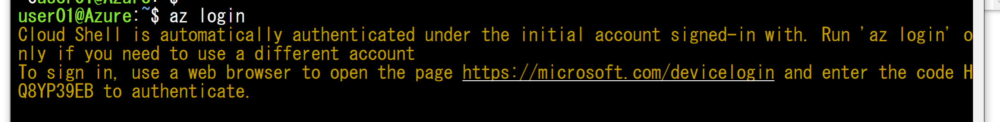 user01@Azure:~$ az login
Cloud Shell is automatically authenticated under the initial account signed-in with. Run 'az login' o
nly if you need to use a different account
To sign in, use a web browser to open the page https://microsoft.com/devicelogin and enter the code H
Q8YP39EB to authenticate.